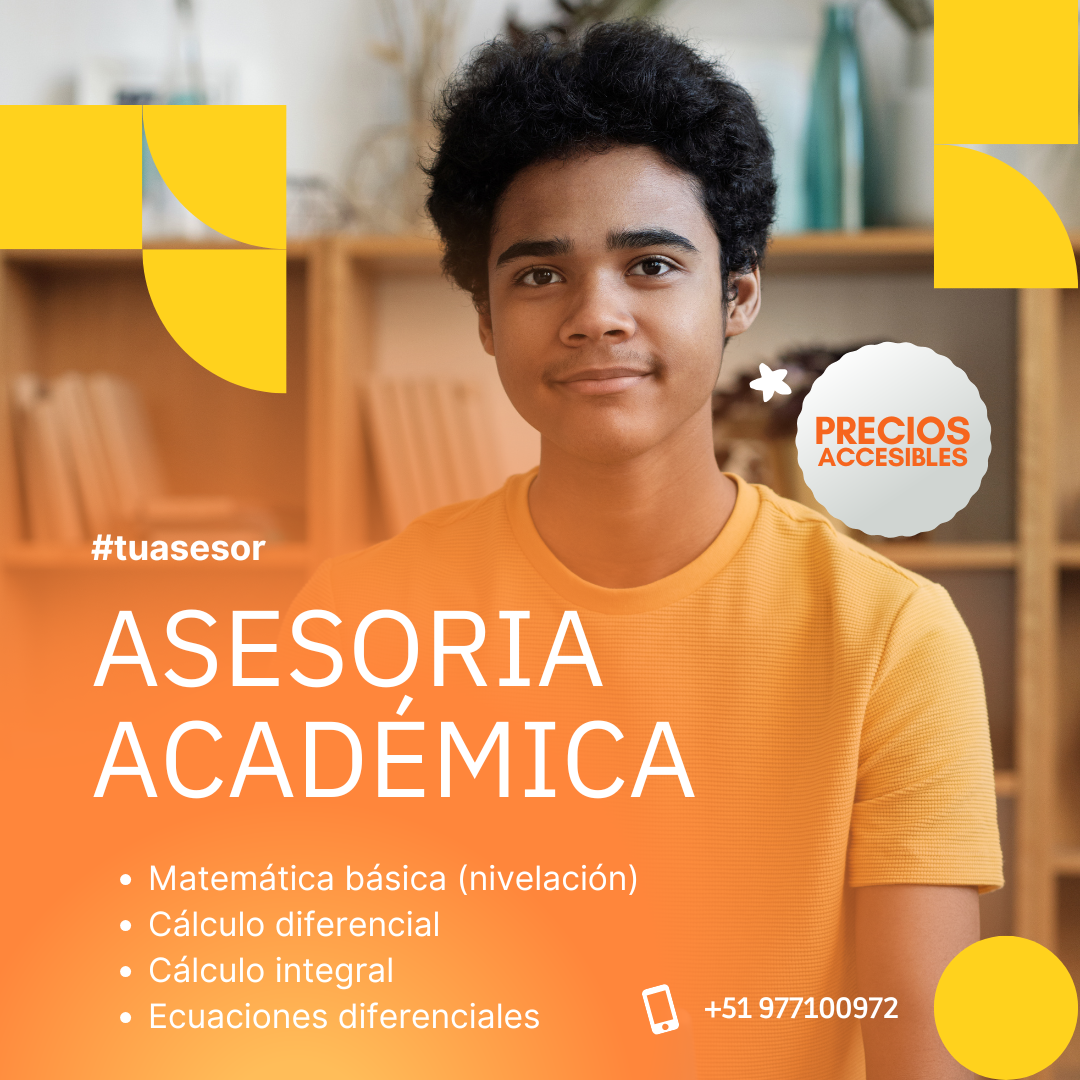 PRECIOS
ACCESIBLES
#tuasesor
ASESORIA
ACADÉMICA
• Matemática básica (nivelación)
• Cálculo diferencial
• Cálculo integral
• Ecuaciones diferenciales
+51 977100972